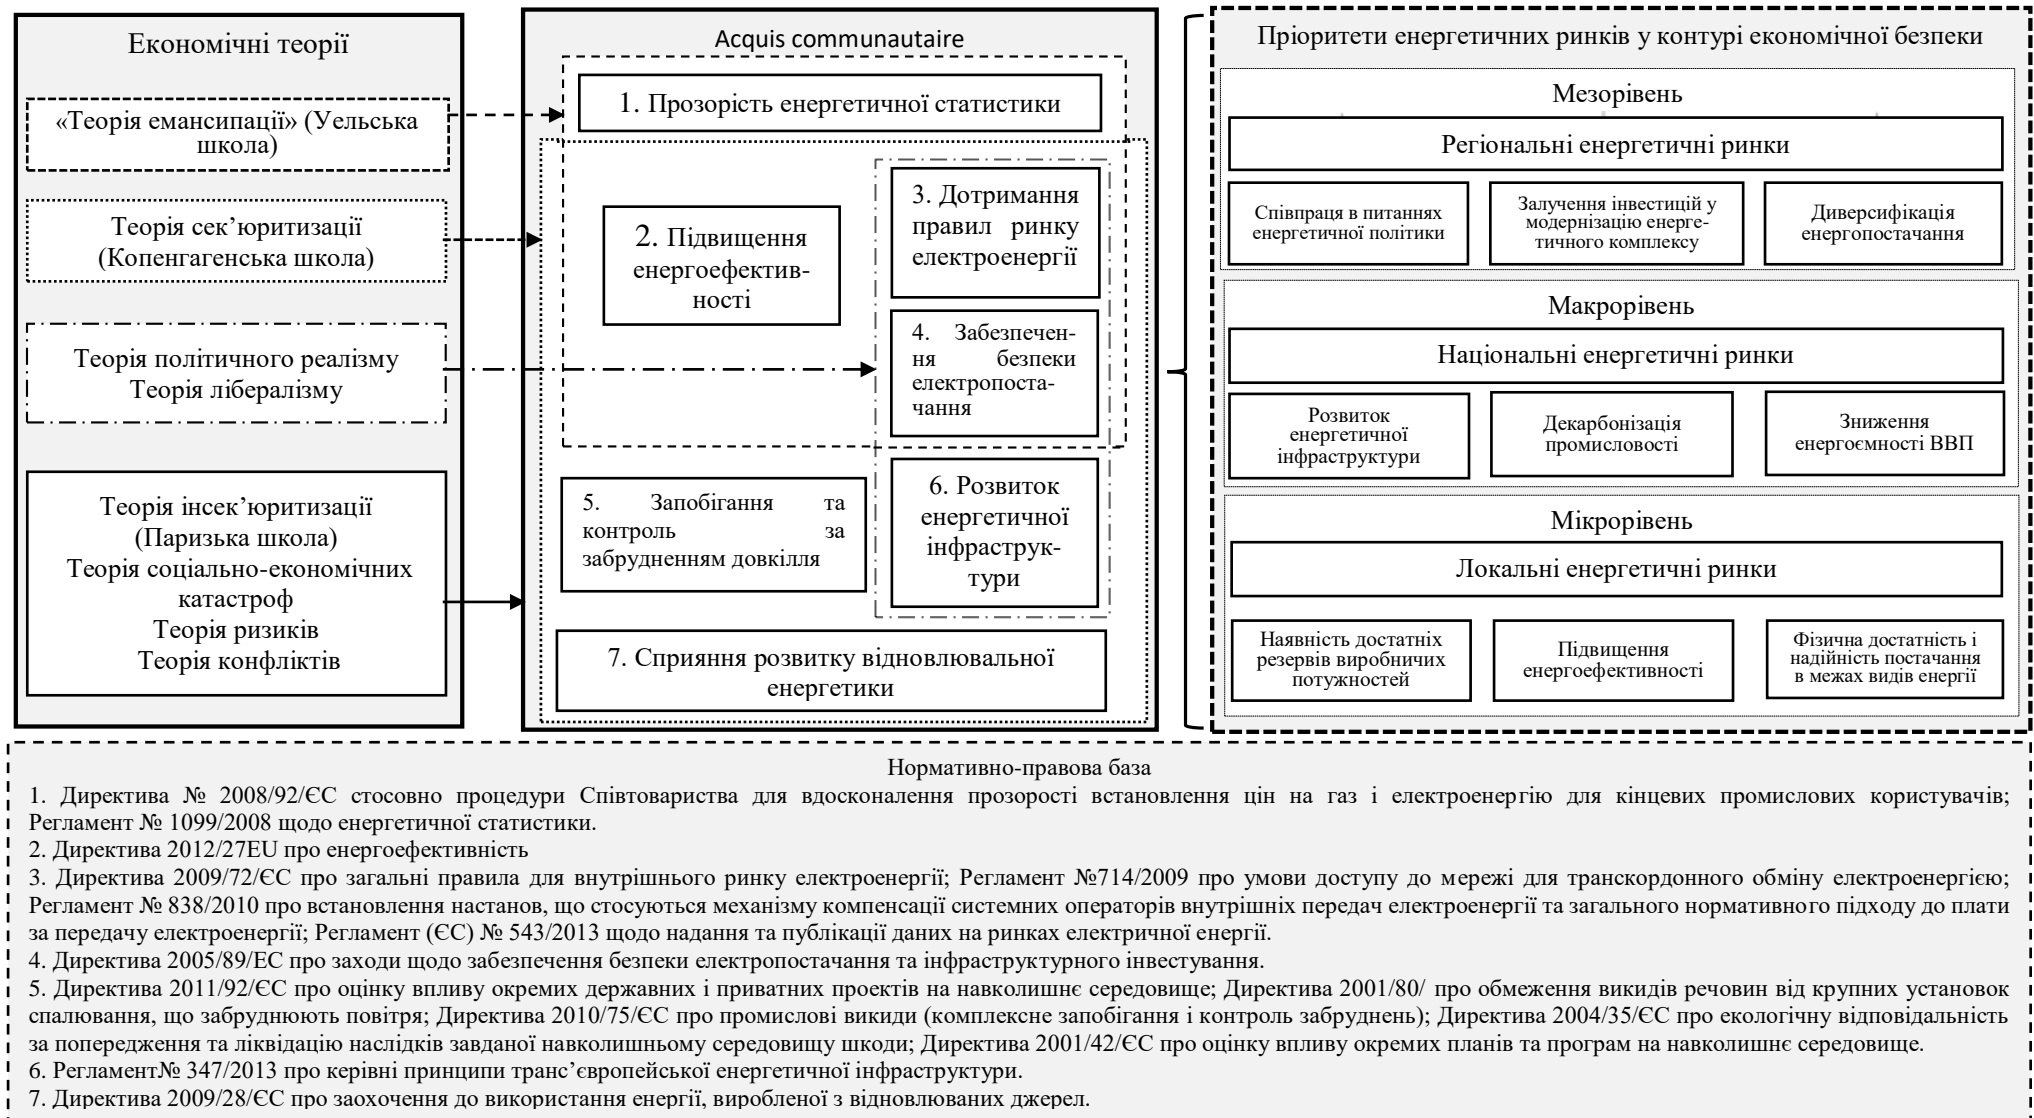 Економічні теорії
«Теорія емансипації» (Уельська
школа)
Теорія сек’юритизації
(Копенгагенська школа)
Теорія політичного реалізму
Теорія лібералізму
Теорія інсек’юритизації
(Паризька школа)
Теорія соціально-економічних
катастроф
Теорія ризиків
Теорія конфліктів
Acquis communautaire
1. Прозорість енергетичної статистики
2. Підвищення
енергоефектив-
ності
3. Дотримання
правил ринку
електроенергії
4. Забезпечен-
ня безпеки
електропоста-
чання
5. Запобігання та
контроль за
забрудненням довкілля
6. Розвиток
енергетичної
інфраструк-
тури
7. Сприяння розвитку відновлювальної
енергетики
Пріоритети енергетичних ринків у контурі економічної безпеки
Мезорівень
Регіональні енергетичні ринки
Співпраця в питаннях
енергетичної політики
Залучення інвестицій у
модернізацію енерге-
тичного комплексу
Диверсифікація
енергопостачання
Макрорівень
Національні енергетичні ринки
Розвиток
енергетичної
інфраструктури
Декарбонізація
промисловості
Зниження
енергоємності ВВП
Мікрорівень
Локальні енергетичні ринки
Наявність достатніх
резервів виробничих
потужностей
Підвищення
енергоефективності
Фізична достатність і
надійність постачання
в межах видів енергії
Нормативно-правова база
1. Директива № 2008/92/ЄС стосовно процедури Співтовариства для вдосконалення прозорості встановлення цін на газ і електроенергію для кінцевих промислових користувачів;
Регламент № 1099/2008 щодо енергетичної статистики.
2. Директива 2012/27EU про енергоефективність
3. Директива 2009/72/ЄС про загальні правила для внутрішнього ринку електроенергії; Регламент №714/2009 про умови доступу до мережі для транскордонного обміну електроенергією;
Регламент № 838/2010 про встановлення настанов, що стосуються механізму компенсації системних операторів внутрішніх передач електроенергії та загального нормативного підходу до плати
за передачу електроенергії; Регламент (ЄС) № 543/2013 щодо надання та публікації даних на ринках електричної енергії.
4. Директива 2005/89/ЕС про заходи щодо забезпечення безпеки електропостачання та інфраструктурного інвестування.
5. Директива 2011/92/ЄС про оцінку впливу окремих державних і приватних проектів на навколишнє середовище; Директива 2001/80/ про обмеження викидів речовин від крупних установок
спалювання, що забруднюють повітря; Директива 2010/75/ЄС про промислові викиди (комплексне запобігання і контроль забруднень); Директива 2004/35/ЄС про екологічну відповідальність
за попередження та ліквідацію наслідків завданої навколишньому середовищу шкоди; Директива 2001/42/ЄС про оцінку впливу окремих планів та програм на навколишнє середовище.
6. Регламент№ 347/2013 про керівні принципи транс’європейської енергетичної інфраструктури.
7. Директива 2009/28/ЄС про заохочення до використання енергії, виробленої з відновлюваних джерел.